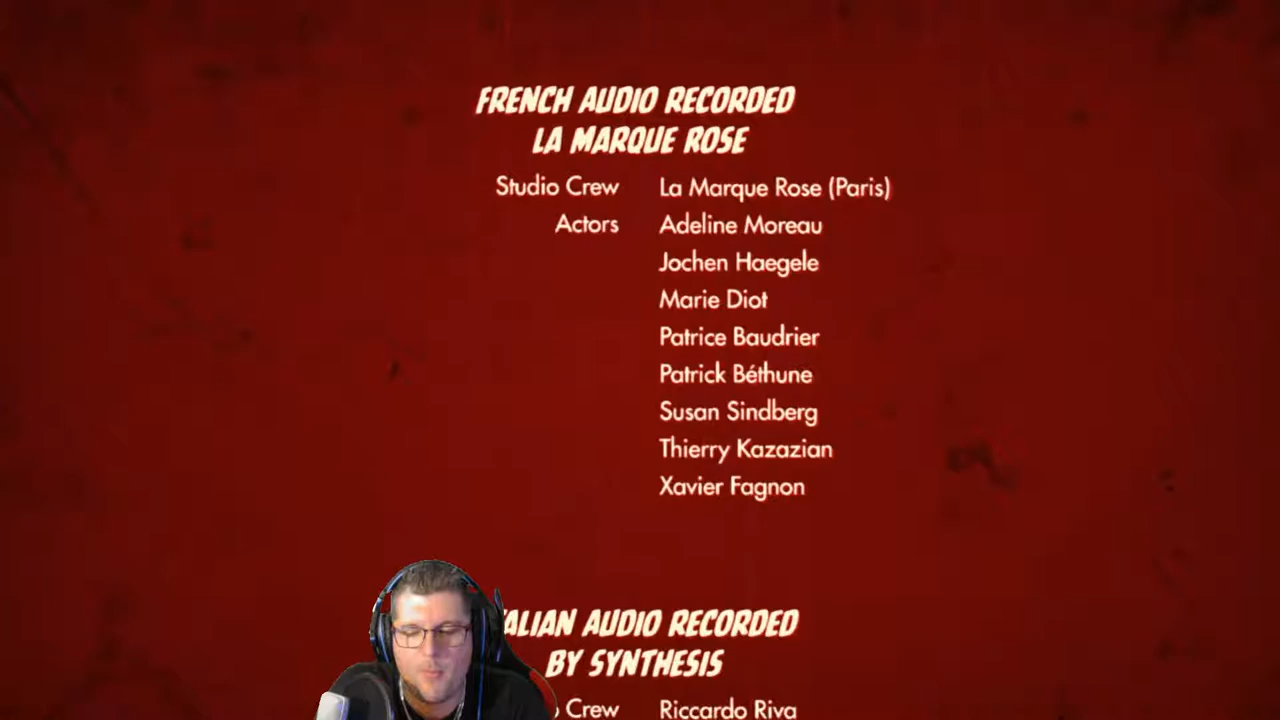 FRENCH AUDIO RECORDED
LA MARQUE ROSE
Studio Crew La Marque Rose (Paris)
Actors Adeline Moreau
Jochen Haegele
Marie Diot
Patrice Baudrier
Patrick Béthune
Susan Sindberg
Thierry Kazazian
Xavier Fagnon
AUDIO RECORDED
BY SYNTHESIS
Crew Riccardo Riva